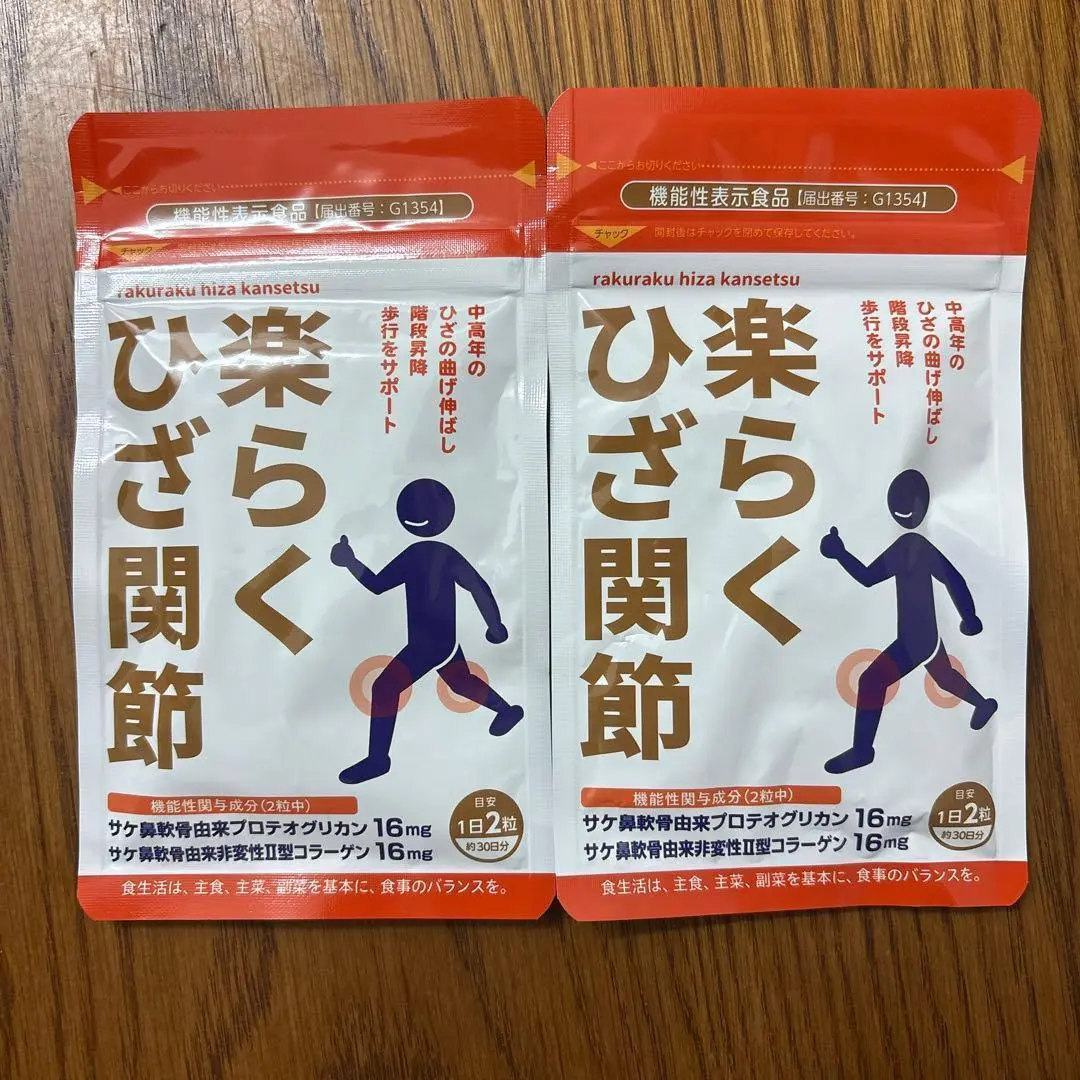 ここからお切りください
機能性表示食品【届出番号:G1354】
チャック
rakuraku hiza kansetsu
中高年の
ひざの曲げ伸ばし
階段昇降
歩行をサポート
楽らく
ひざ関節
機能性関与成分(2粒中)
サケ鼻軟骨由来プロテオグリカン 16mg
サケ鼻軟骨由来非変性II型コラーゲン 16mg
目安
1日2粒
約30日分
食生活は、主食、主菜、副菜を基本に、食事のバランスを。
ここからお切りください
機能性表示食品【届出番号:G1354】
チャック
開封後はチャックを閉めて保存してください。
rakuraku hiza kansetsu
中高年の
ひざの曲げ伸ばし
階段昇降
歩行をサポート
楽らく
ひざ関節
機能性関与成分(2粒中)
サケ鼻軟骨由来プロテオグリカン 16mg
サケ鼻軟骨由来非変性II型コラーゲン 16mg
目安
1日2粒
約30日分
食生活は、主食、主菜、副菜を基本に、食事のバランスを。